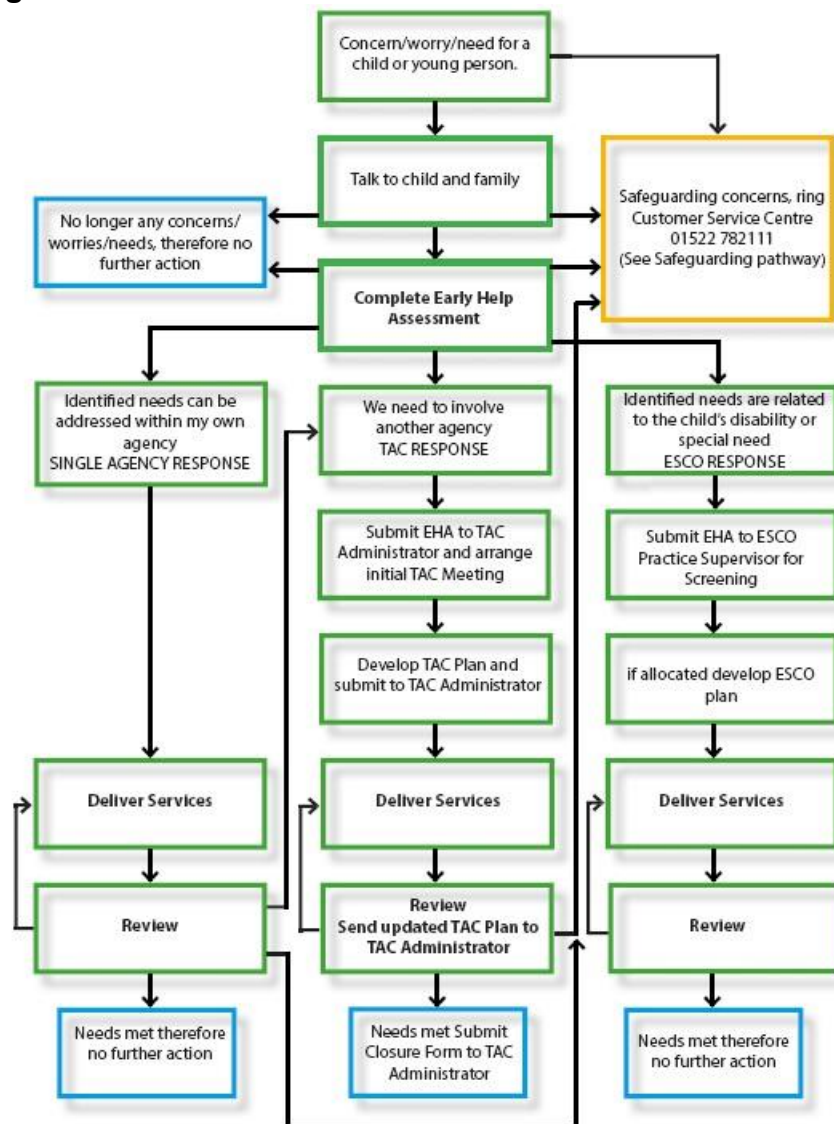 Concern/worry/need for a
child or young person.
Talk to child and family
No longer any concerns/
worries/needs, therefore no
further action
Safeguarding concerns, ring
Customer Service Centre
01522 782111
(See Safeguarding pathway)
Complete Early Help
Assessment
Identified needs can be
addressed within my own
agency
SINGLE AGENCY RESPONSE
We need to involve
another agency
TAC RESPONSE
Identified needs are related
to the child's disability or
special need
ESCO RESPONSE
Submit EHA to TAC
Administrator and arrange
initial TAC Meeting
Submit EHA to ESCO
Practice Supervisor for
Screening
Develop TAC Plan and
submit to TAC Administrator
if allocated develop ESCO
plan
Deliver Services
Deliver Services
Deliver Services
Review
Review
Send updated TAC Plan to
TAC Administrator
Review
Needs met therefore
no further action
Needs met Submit
Closure Form to TAC
Administrator
Needs met therefore
no further action